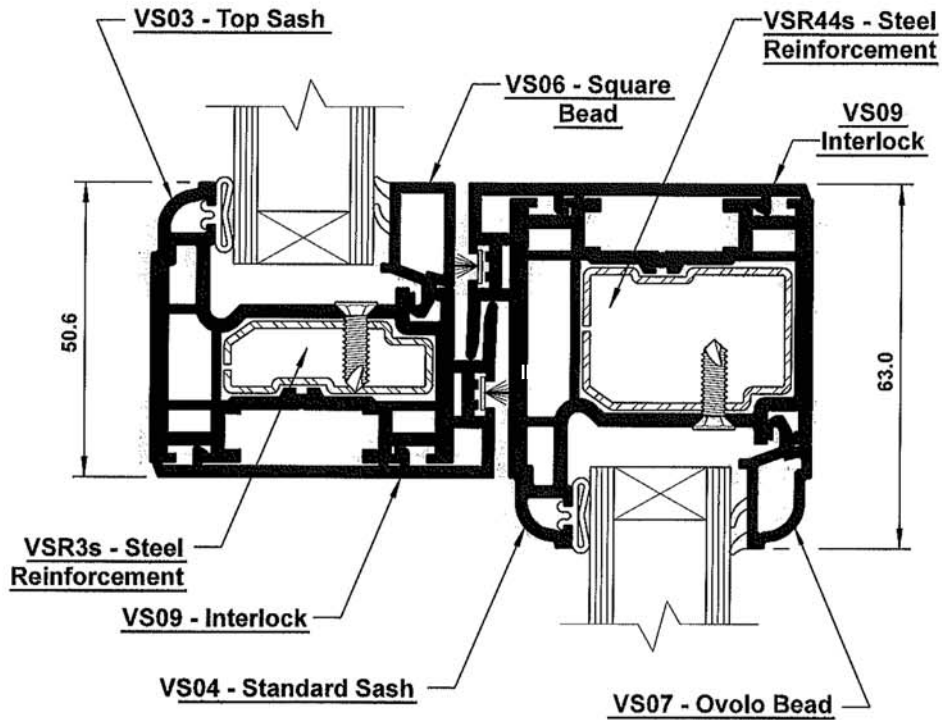 VS03 - Top Sash
VSR44s - Steel
Reinforcement
VS06 - Square
Bead
VS09
Interlock
50.6
63.0
VSR3s - Steel
Reinforcement
VS09 - Interlock
VS04 - Standard Sash
VS07 - Ovolo Bead